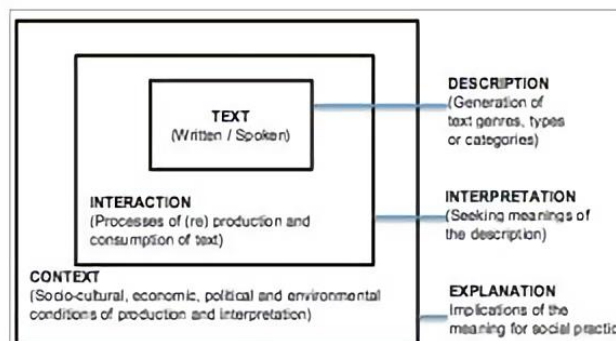 TEXT
(Written / Spoken)
INTERACTION
(Processes of (re) production and
consumption of text)
CONTEXT
(Socio-cultural, economic, political and environmental
conditions of production and interpretation)
DESCRIPTION
(Generation of
text genres, types
or categories)
INTERPRETATION
(Seeking meanings of
the description)
EXPLANATION
Implications of the
meaning for social practic